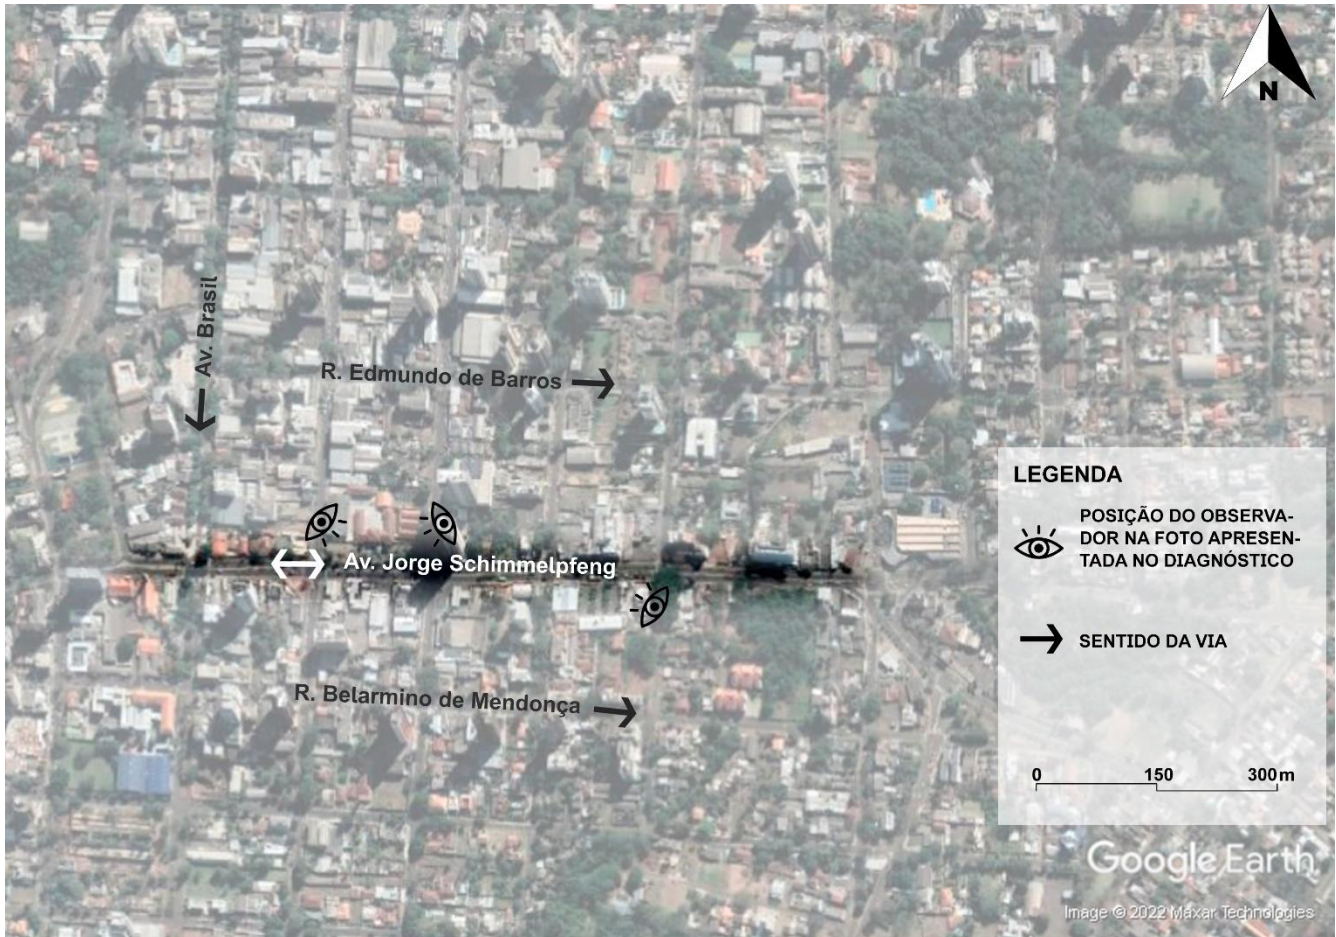 N
Av. Brasil
R. Edmundo de Barros
Av. Jorge Schimmelpfeng
R. Belarmino de Mendonça
LEGENDA
POSIÇÃO DO OBSERVA-
DOR NA FOTO APRESEN-
TADA NO DIAGNÓSTICO
SENTIDO DA VIA
0 150 300m
Google Earth
Image © 2022 Maxar Technologies